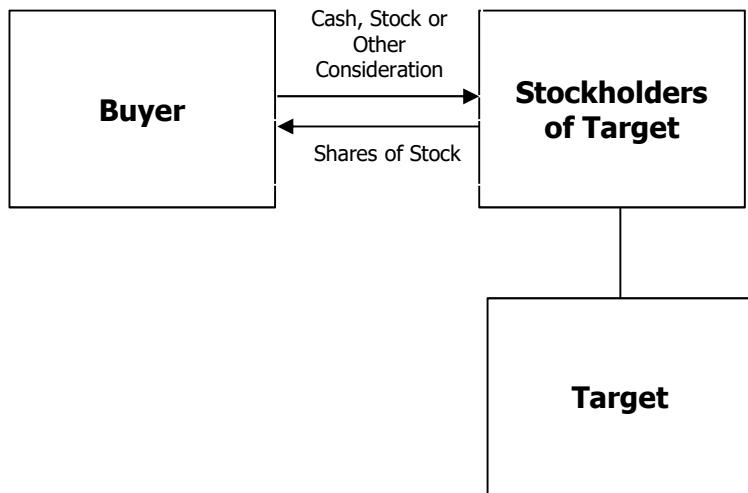 Cash, Stock or
Other
Consideration
Buyer
Stockholders
of Target
Shares of Stock
Target